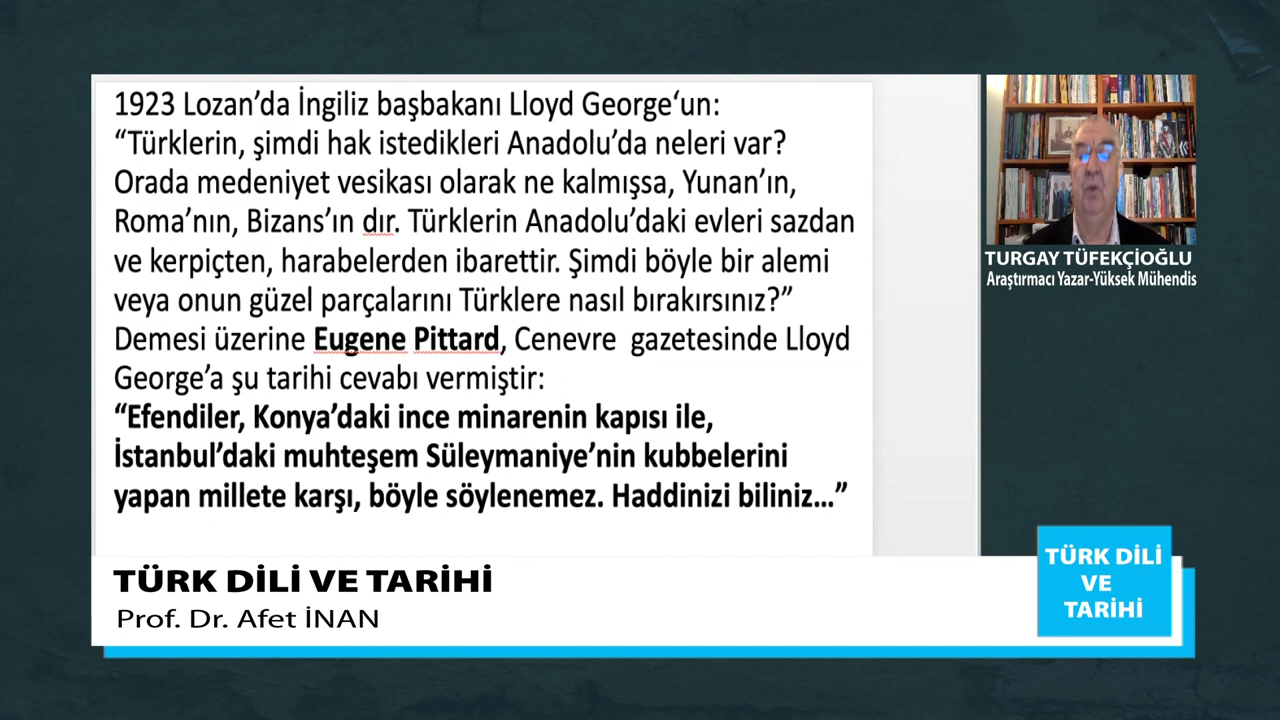 1923 Lozan’da İngiliz başbakanı Lloyd George‘un:
“Türklerin, şimdi hak istedikleri Anadolu’da neleri var?
Orada medeniyet vesikası olarak ne kalmışsa, Yunan’ın,
Roma’nın, Bizans’ın dır. Türklerin Anadolu’daki evleri sazdan
ve kerpiçten, harabelerden ibarettir. Şimdi böyle bir alemi
veya onun güzel parçalarını Türklere nasıl bırakırsınız?”
Demesi üzerine Eugene Pittard, Cenevre  gazetesinde Lloyd
George’a şu tarihi cevabı vermiştir:
“Efendiler, Konya’daki ince minarenin kapısı ile,
İstanbul’daki muhteşem Süleymaniye’nin kubbelerini
yapan millete karşı, böyle söylenemez. Haddinizi biliniz…”
TURGAY TÜFEKÇİOĞLU
Araştırmacı Yazar-Yüksek Mühendis
TÜRK DİLİ VE TARİHİ
Prof. Dr. Afet İNAN
TÜRK DİLİ
VE
TARİHİ